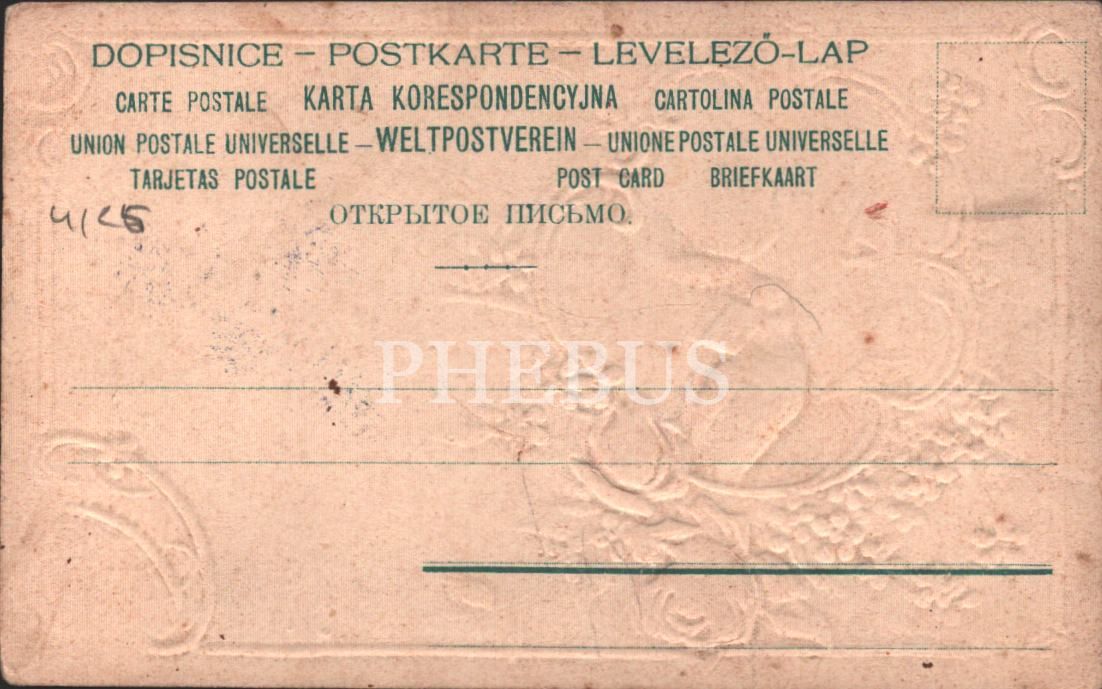 DOPISNICE – POSTKARTE – LEVELEZŐ-LAP
CARTE POSTALE KARTA KORESPONDENCYJNA CARTOLINA POSTALE
UNION POSTALE UNIVERSELLE – WELTPOSTVEREIN – UNIONE POSTALE UNIVERSELLE
TARJETAS POSTALE POST CARD BRIEFKAART
ОТКРЫТОЕ ПИСЬМО.
PHEBUS